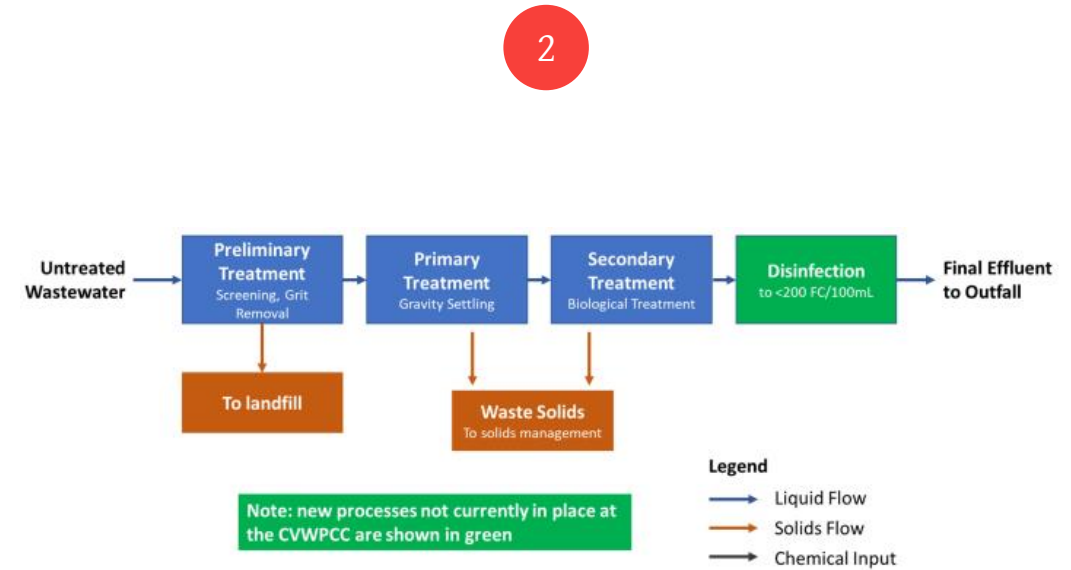 2
Untreated
Wastewater
Preliminary
Treatment
Screening, Grit
Removal
Primary
Treatment
Gravity Settling
Secondary
Treatment
Biological Treatment
Disinfection
to <200 FC/100mL
Final Effluent
to Outfall
To landfill
Waste Solids
To solids management
Legend
Liquid Flow
Solids Flow
Chemical Input
Note: new processes not currently in place at
the CVWPCC are shown in green